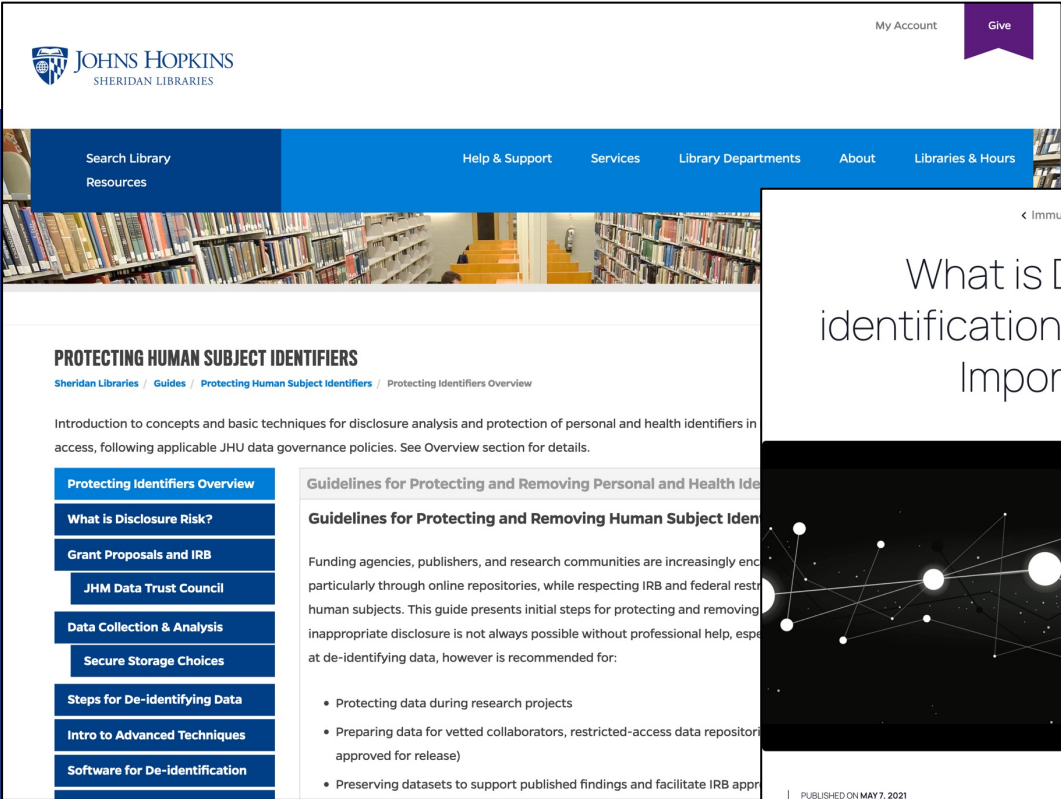 My Account
Give
JOHNS HOPKINS
SHERIDAN LIBRARIES
Search Library
Resources
Help & Support
Services
Library Departments
About
Libraries & Hours
PROTECTING HUMAN SUBJECT IDENTIFIERS
Sheridan Libraries / Guides / Protecting Human Subject Identifiers / Protecting Identifiers Overview
Introduction to concepts and basic techniques for disclosure analysis and protection of personal and health identifiers in
access, following applicable JHU data governance policies. See Overview section for details.
Protecting Identifiers Overview
What is Disclosure Risk?
Grant Proposals and IRB
JHM Data Trust Council
Data Collection & Analysis
Secure Storage Choices
Steps for De-identifying Data
Intro to Advanced Techniques
Software for De-identification
Guidelines for Protecting and Removing Personal and Health Ide
Guidelines for Protecting and Removing Human Subject Iden
Funding agencies, publishers, and research communities are increasingly enc
particularly through online repositories, while respecting IRB and federal restr
human subjects. This guide presents initial steps for protecting and removing
inappropriate disclosure is not always possible without professional help, espe
at de-identifying data, however is recommended for:
• Protecting data during research projects
• Preparing data for vetted collaborators, restricted-access data repositori
approved for release)
• Preserving datasets to support published findings and facilitate IRB appr
< Immu
What is D
identification
Impor
PUBLISHED ON MAY 7, 2021